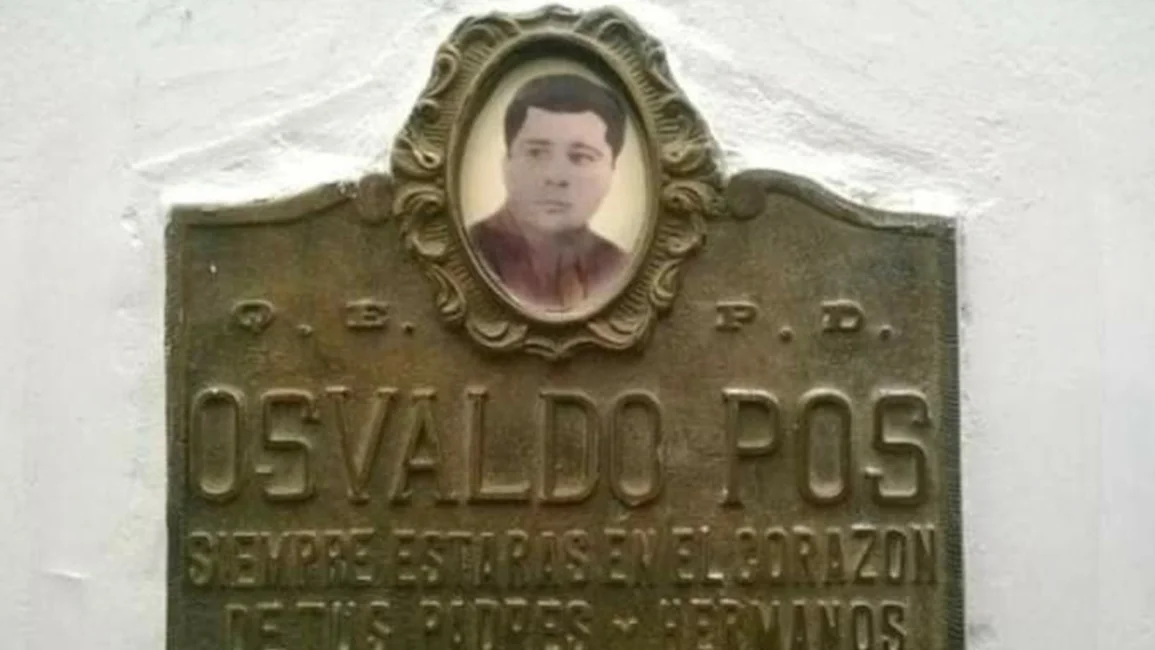 Q. E. P. D.
OSVALDO POS
SIEMPRE ESTARAS EN EL CORAZON
DE TUS PADRES Y HERMANOS